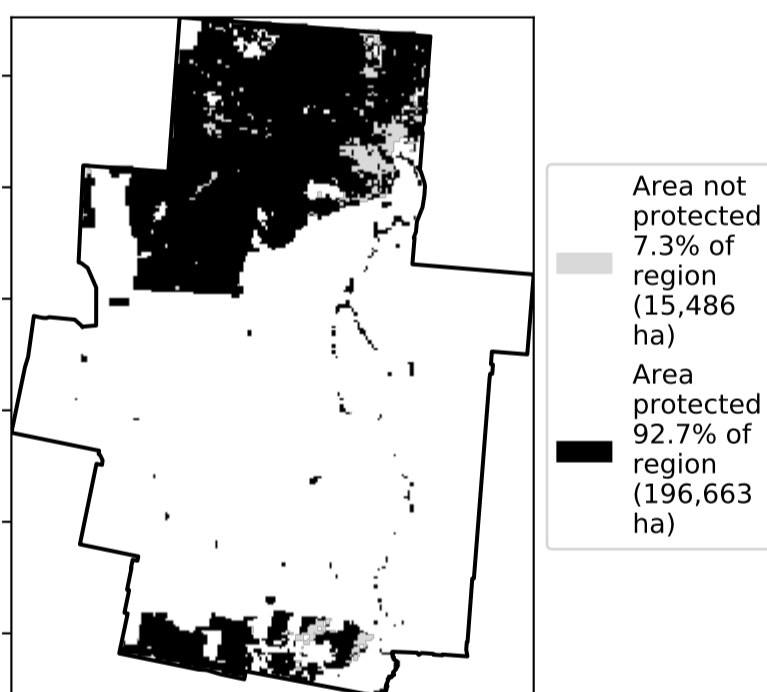 Area not
protected
7.3% of
region
(15,486
ha)
Area
protected
92.7% of
region
(196,663
ha)